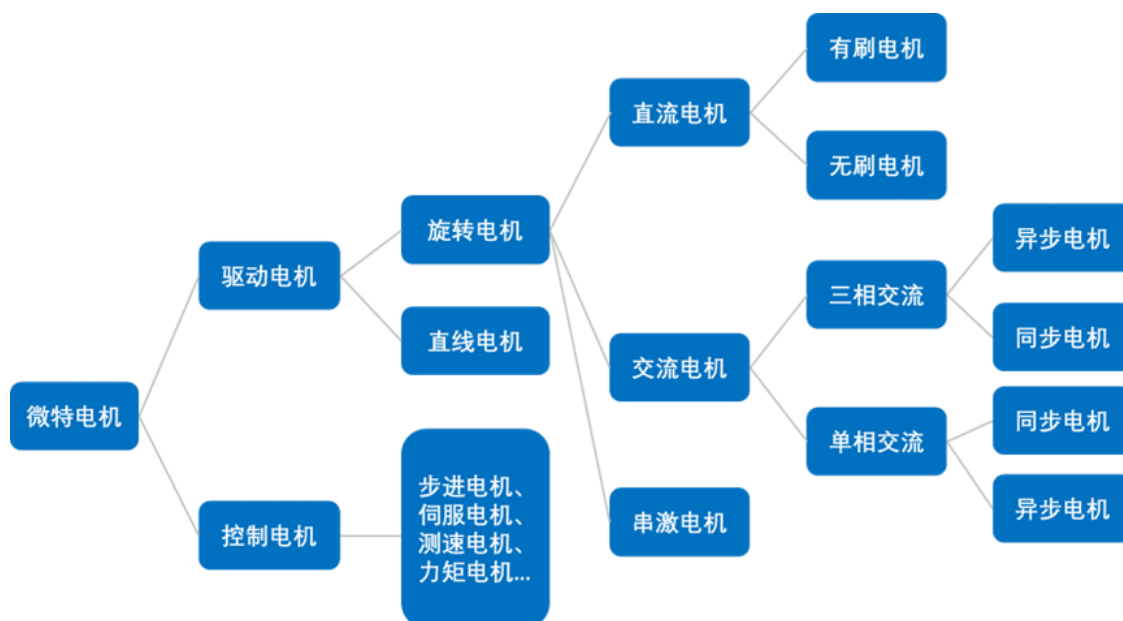 有刷电机
直流电机
无刷电机
旋转电机
异步电机
驱动电机
三相交流
直线电机
同步电机
交流电机
微特电机
同步电机
单相交流
步进电机、
伺服电机、
测速电机、
力矩电机...
异步电机
串激电机
控制电机